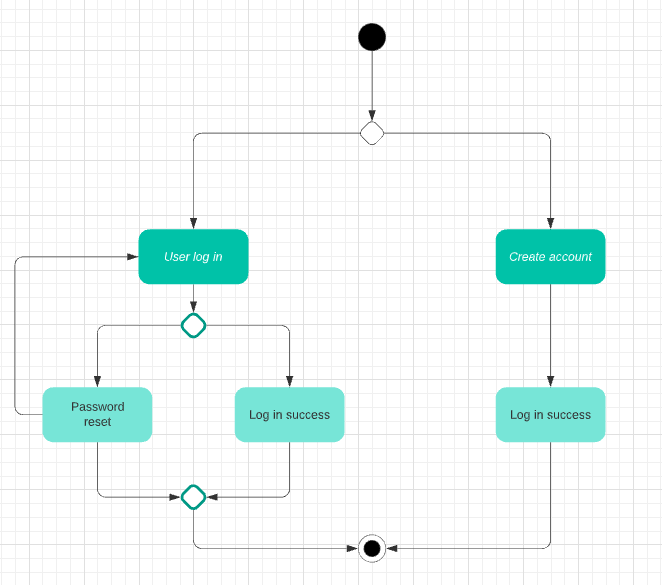 User log in
Create account
Password
reset
Log in success
Log in success